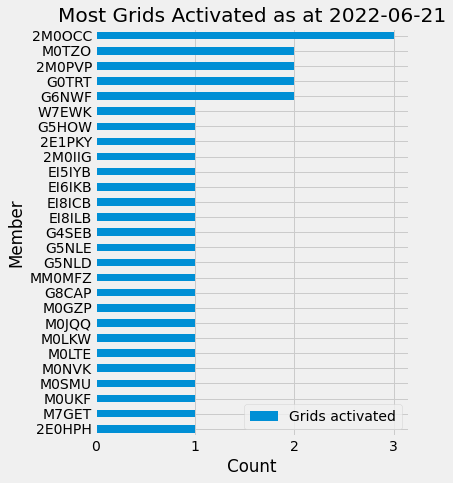 Most Grids Activated as at 2022-06-21
2M0OCC
M0TZO
2M0PVP
G0TRT
G6NWF
W7EWK
G5HOW
2E1PKY
2M0IIG
EI5IYB
EI6IKB
EI8ICB
EI8ILB
G4SEB
G5NLE
G5NLD
MM0MFZ
G8CAP
M0GZP
M0JQQ
M0LKW
M0LTE
M0NVK
M0SMU
M0UKF
M7GET
2E0HPH
Member
Grids activated
0 1 2 3
Count